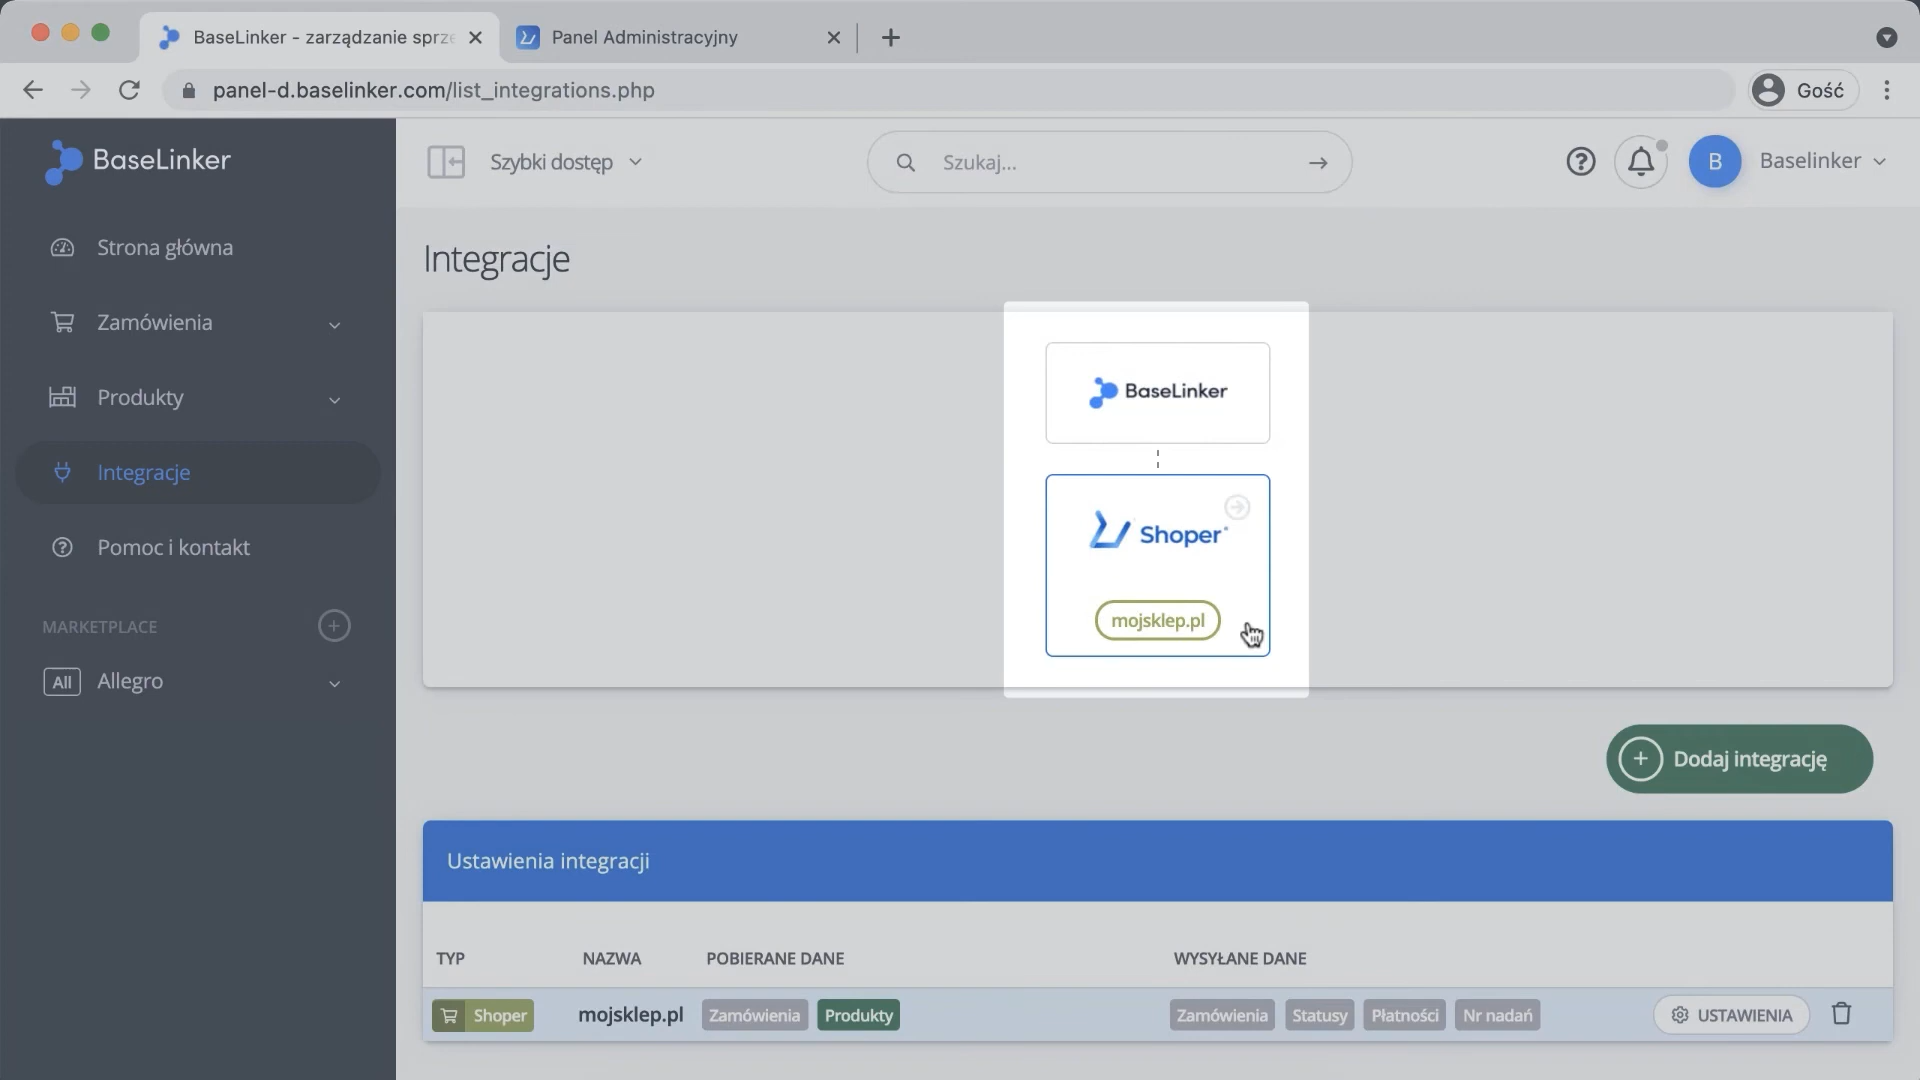 BaseLinker - zarządzanie sprze
Panel Administracyjny
panel-d.baselinker.com/list_integrations.php
Gość
BaseLinker
Szybki dostęp
Szukaj...
B
Baselinker
Strona główna
Zamówienia
Produkty
Integracje
Pomoc i kontakt
MARKETPLACE
All
Allegro
Integracje
BaseLinker
Shoper
mojsklep.pl
Dodaj integrację
Ustawienia integracji
TYP NAZWA POBIERANE DANE WYSYŁANE DANE
Shoper mojsklep.pl Zamówienia Produkty Zamówienia Statusy Płatności Nr nadań USTAWIENIA